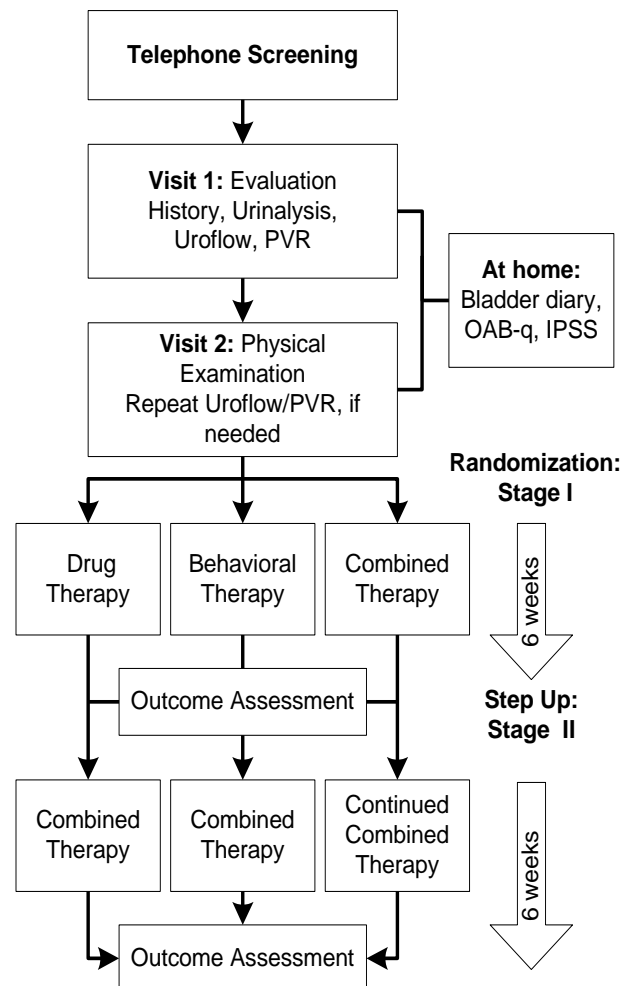 Telephone Screening
Visit 1: Evaluation
History, Urinalysis,
Uroflow, PVR
At home:
Bladder diary,
OAB-q, IPSS
Visit 2: Physical
Examination
Repeat Uroflow/PVR, if
needed
Randomization:
Stage I
Drug
Therapy
Behavioral
Therapy
Combined
Therapy
6 weeks
Outcome Assessment
Step Up:
Stage II
Combined
Therapy
Combined
Therapy
Continued
Combined
Therapy
6 weeks
Outcome Assessment